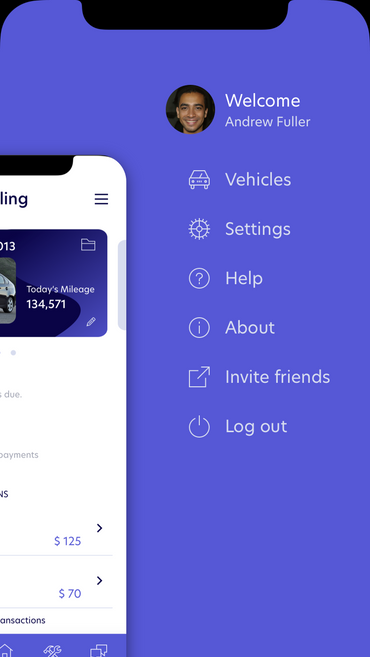 Welcome
Andrew Fuller
Vehicles
Settings
Help
About
Invite friends
Log out
ling
013
Today's Mileage
134,571
s due.
payments
NS
$ 125
$ 70
ansactions